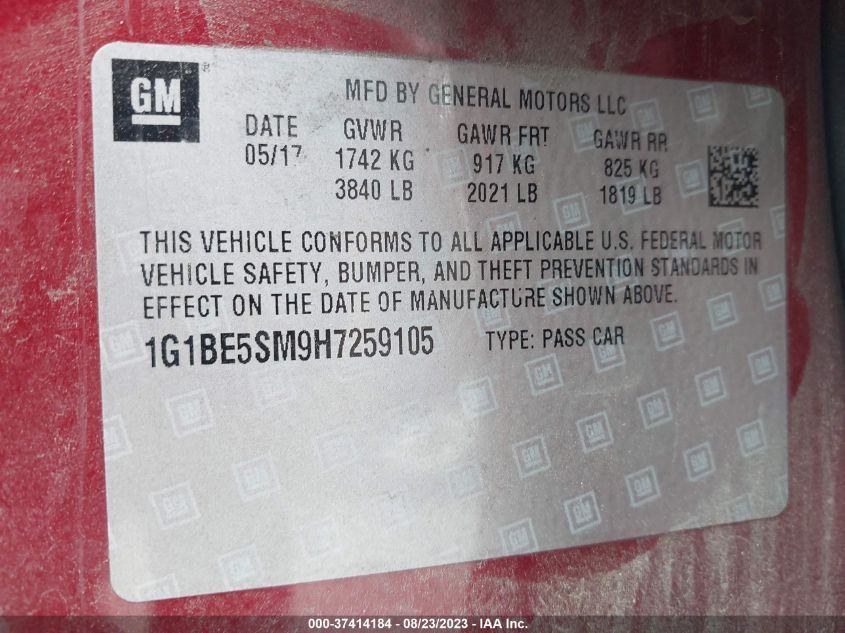 GM
MFD BY GENERAL MOTORS LLC
DATE GVWR GAWR FRT GAWR RR
05/17 1742 KG 917 KG 825 KG
3840 LB 2021 LB 1819 LB
THIS VEHICLE CONFORMS TO ALL APPLICABLE U.S. FEDERAL MOTOR
VEHICLE SAFETY, BUMPER, AND THEFT PREVENTION STANDARDS IN
EFFECT ON THE DATE OF MANUFACTURE SHOWN ABOVE.
1G1BE5SM9H7259105 TYPE: PASS CAR
000-37414184 - 08/23/2023 - Copyright IAA, Inc.